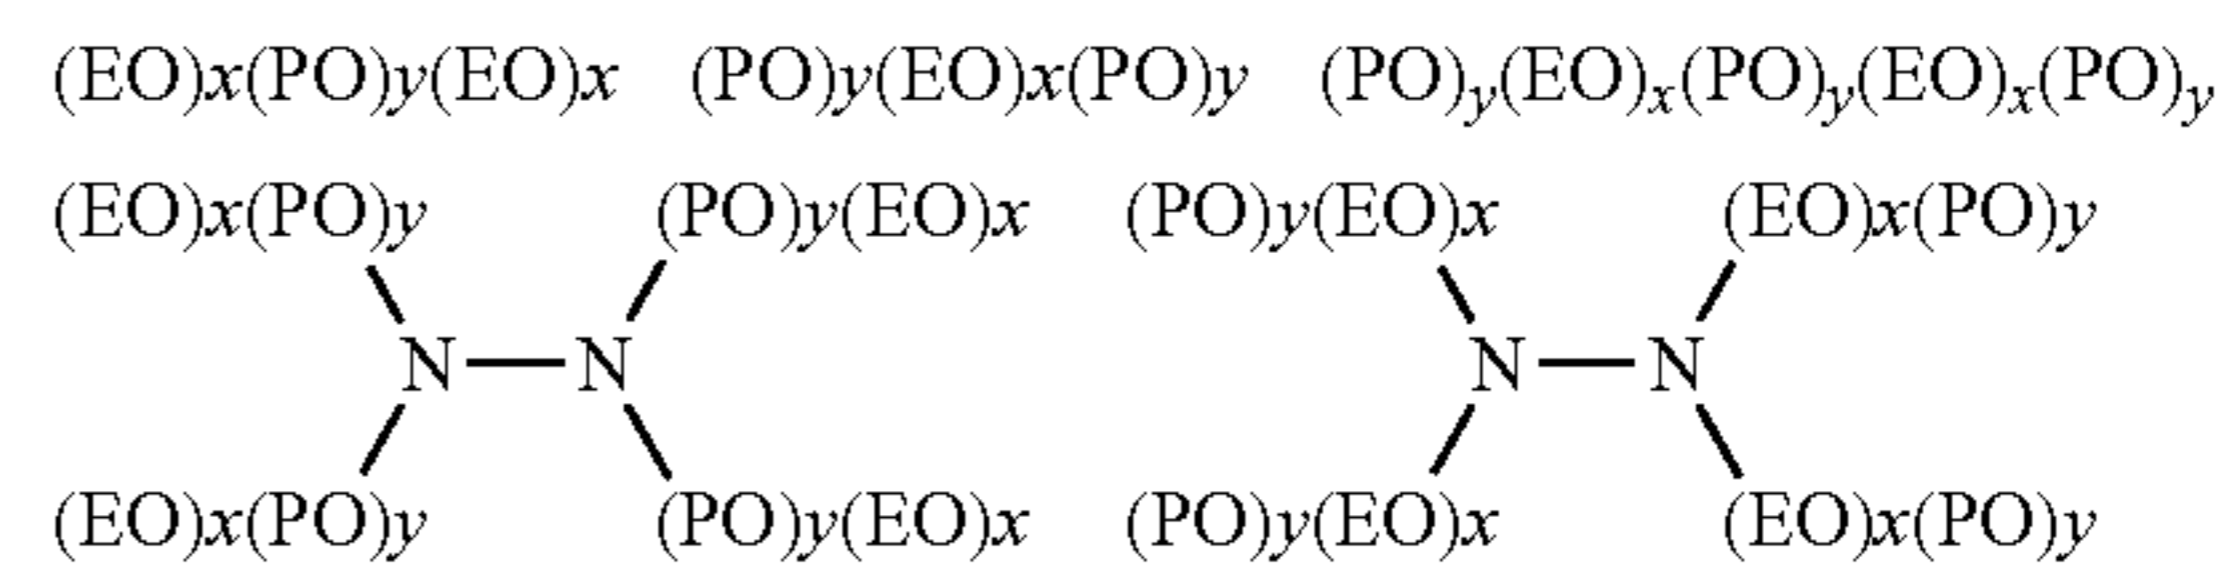 (EO)x(PO)y(EO)x (PO)y(EO)x(PO)y (PO)y(EO)x(PO)y(EO)x(PO)y
(EO)x(PO)y (PO)y(EO)x (PO)y(EO)x (EO)x(PO)y
N — N N — N
(EO)x(PO)y (PO)y(EO)x (PO)y(EO)x (EO)x(PO)y